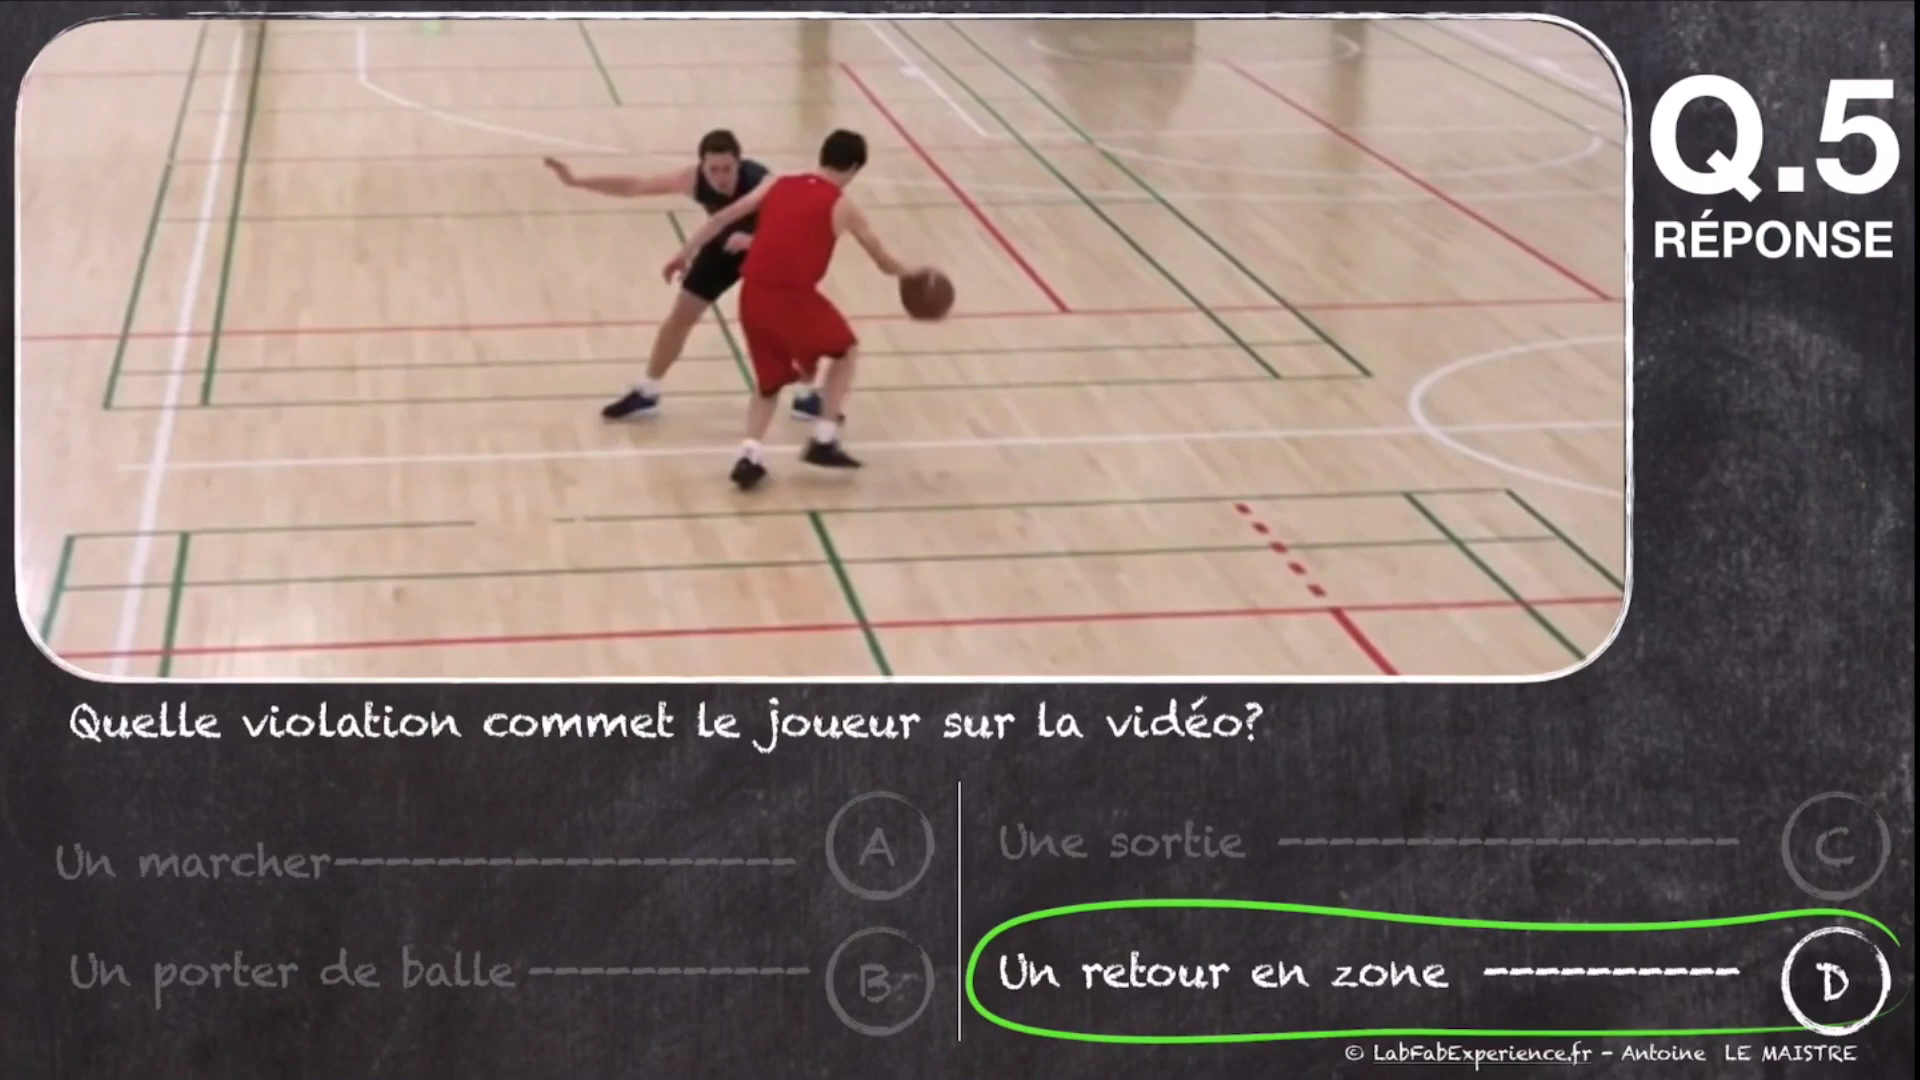 Q.5
RÉPONSE
Quelle violation commet le joueur sur la vidéo?
Un marcher------------------ A
Un porter de balle ----------- B
Une sortie ------------------ C
Un retour en zone ---------- D
© LabFabExperience.fr - Antoine LE MAISTRE